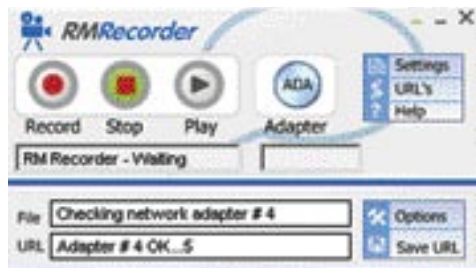 RMRecorder
ADA
Settings
URL's
Help
Record Stop Play Adapter
RM Recorder - Waiting
File Checking network adapter # 4
Options
URL Adapter # 4 OK...5
Save URL